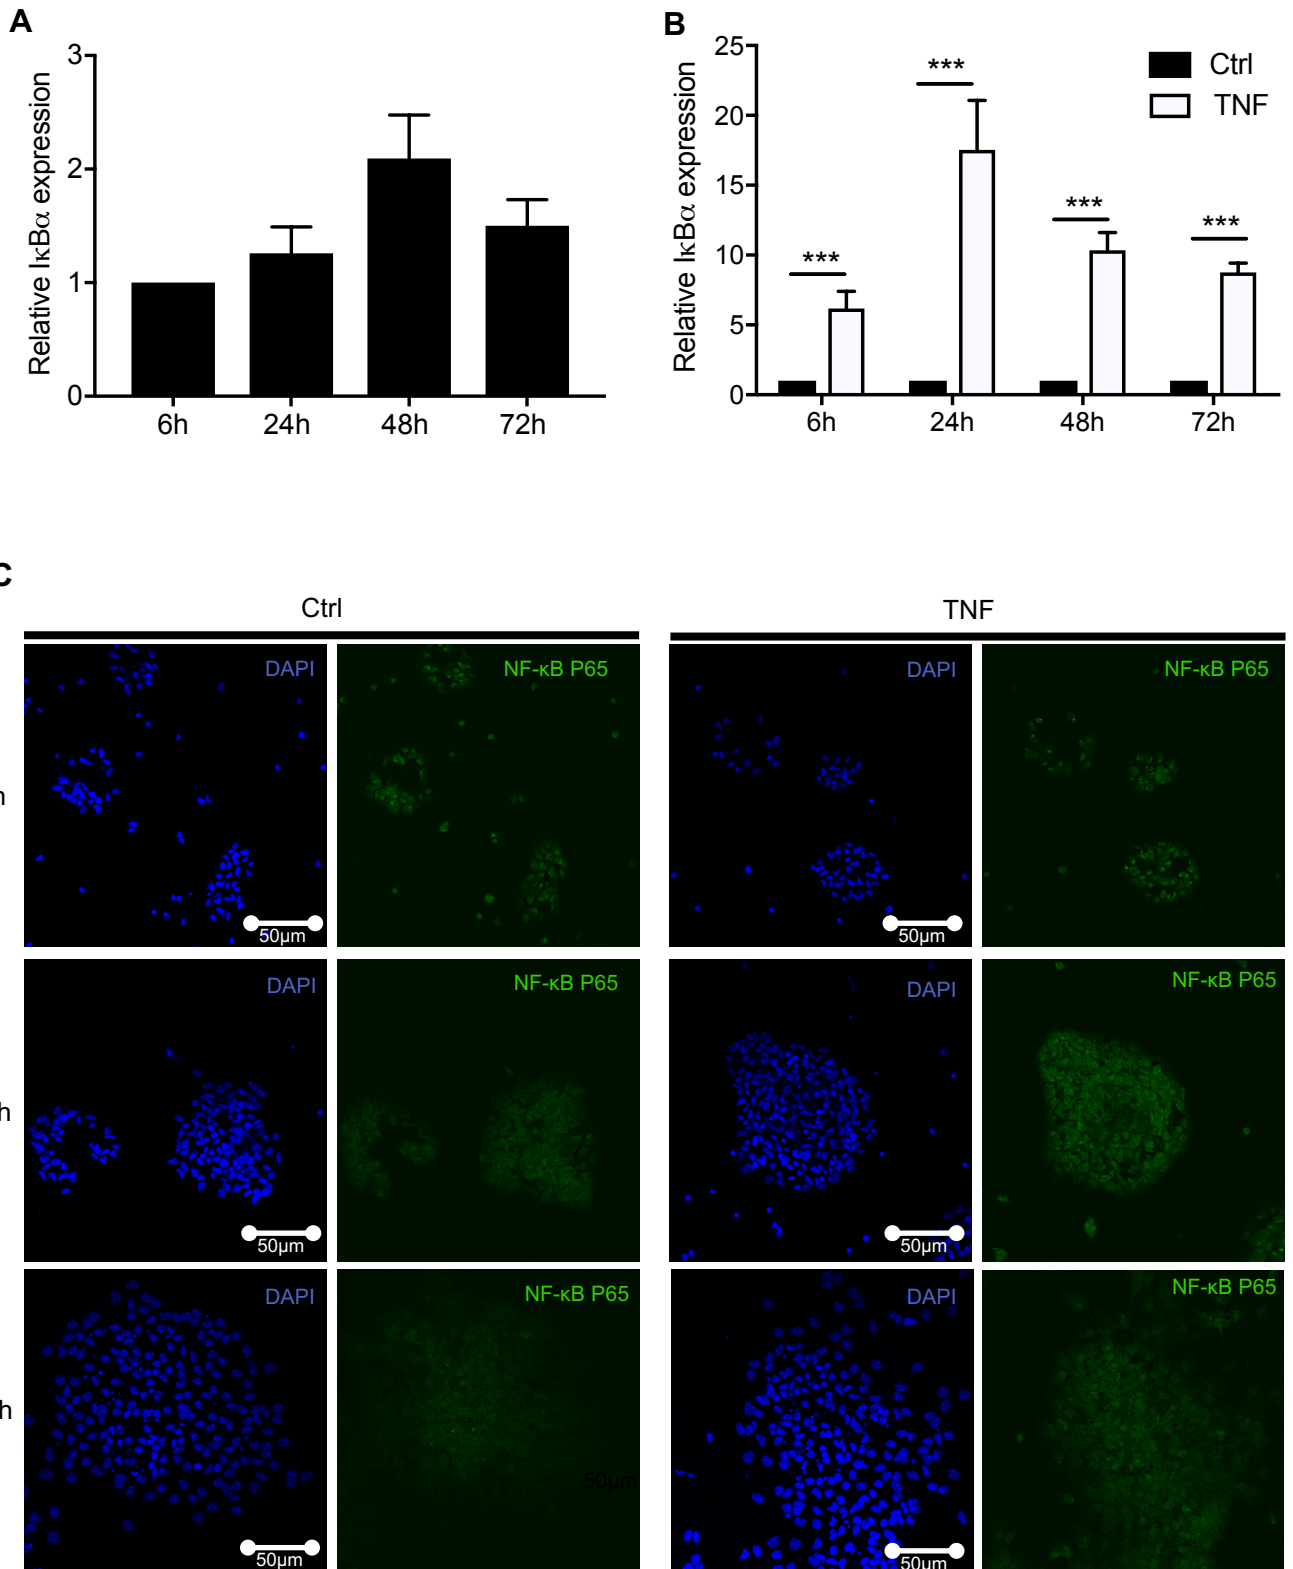 A
3
2
1
0
Relative IκBα expression
6h 24h 48h 72h
B
25
20
15
10
5
0
Relative IκBα expression
*** *** *** ***
Ctrl
TNF
6h 24h 48h 72h
C
Ctrl TNF
DAPI NF-κB P65 DAPI NF-κB P65
h
50µm 50µm
DAPI NF-κB P65 DAPI NF-κB P65
h
50µm 50µm
DAPI NF-κB P65 DAPI NF-κB P65
h
50µm
50µm 50µm